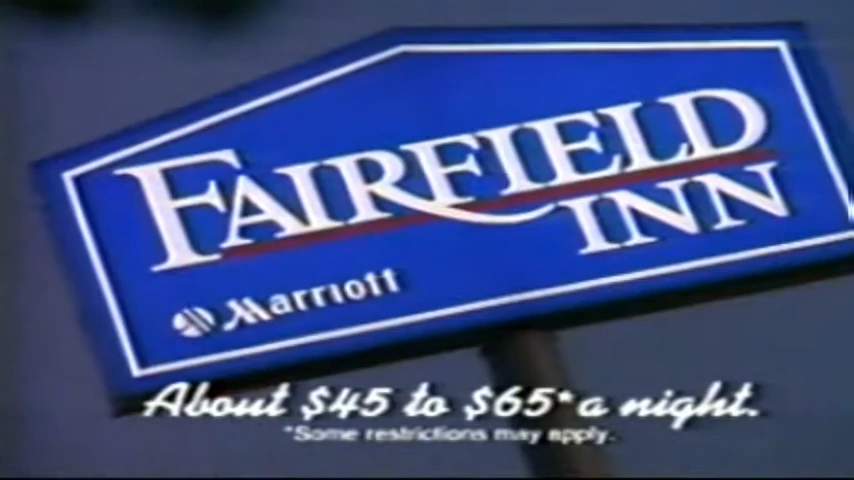 FAIRFIELD
INN
Marriott
About $45 to $65* a night.
*Some restrictions may apply.